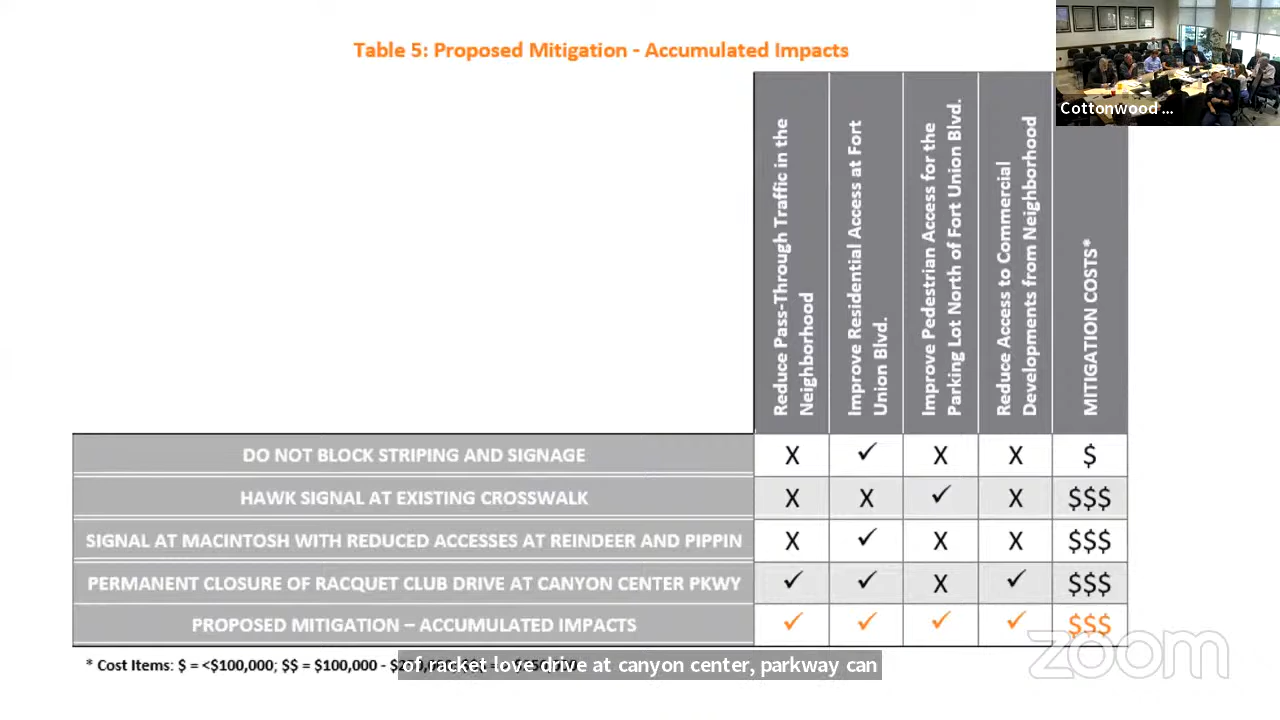 Table 5: Proposed Mitigation - Accumulated Impacts
Cottonwood ...
Reduce Pass-Through Traffic in the
Neighborhood
Improve Residential Access at Fort
Union Blvd.
Improve Pedestrian Access for the
Parking Lot North of Fort Union Blvd.
Reduce Access to Commercial
Developments from Neighborhood
MITIGATION COSTS*
DO NOT BLOCK STRIPING AND SIGNAGE X ✓ X X $
HAWK SIGNAL AT EXISTING CROSSWALK X X ✓ X $$$
SIGNAL AT MACINTOSH WITH REDUCED ACCESSES AT REINDEER AND PIPPIN X ✓ X X $$$
PERMANENT CLOSURE OF RACQUET CLUB DRIVE AT CANYON CENTER PKWY ✓ ✓ X ✓ $$$
PROPOSED MITIGATION – ACCUMULATED IMPACTS ✓ ✓ ✓ ✓ $$$
* Cost Items: $ = <$100,000; $$ = $100,000 -
of racket love drive at canyon center, parkway can
zoom